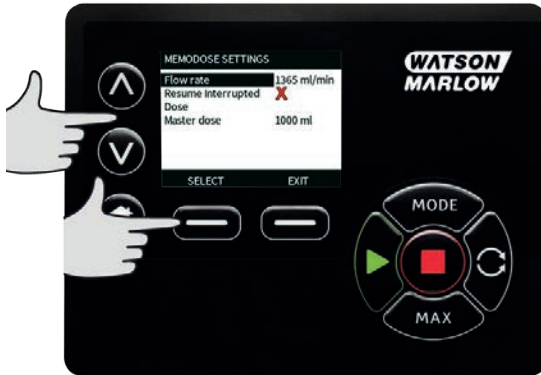 MEMODOSE SETTINGS
Flow rate 1365 ml/min
Resume Interrupted
Dose
Master dose 1000 ml
SELECT EXIT
WATSON
MARLOW
MODE
MAX